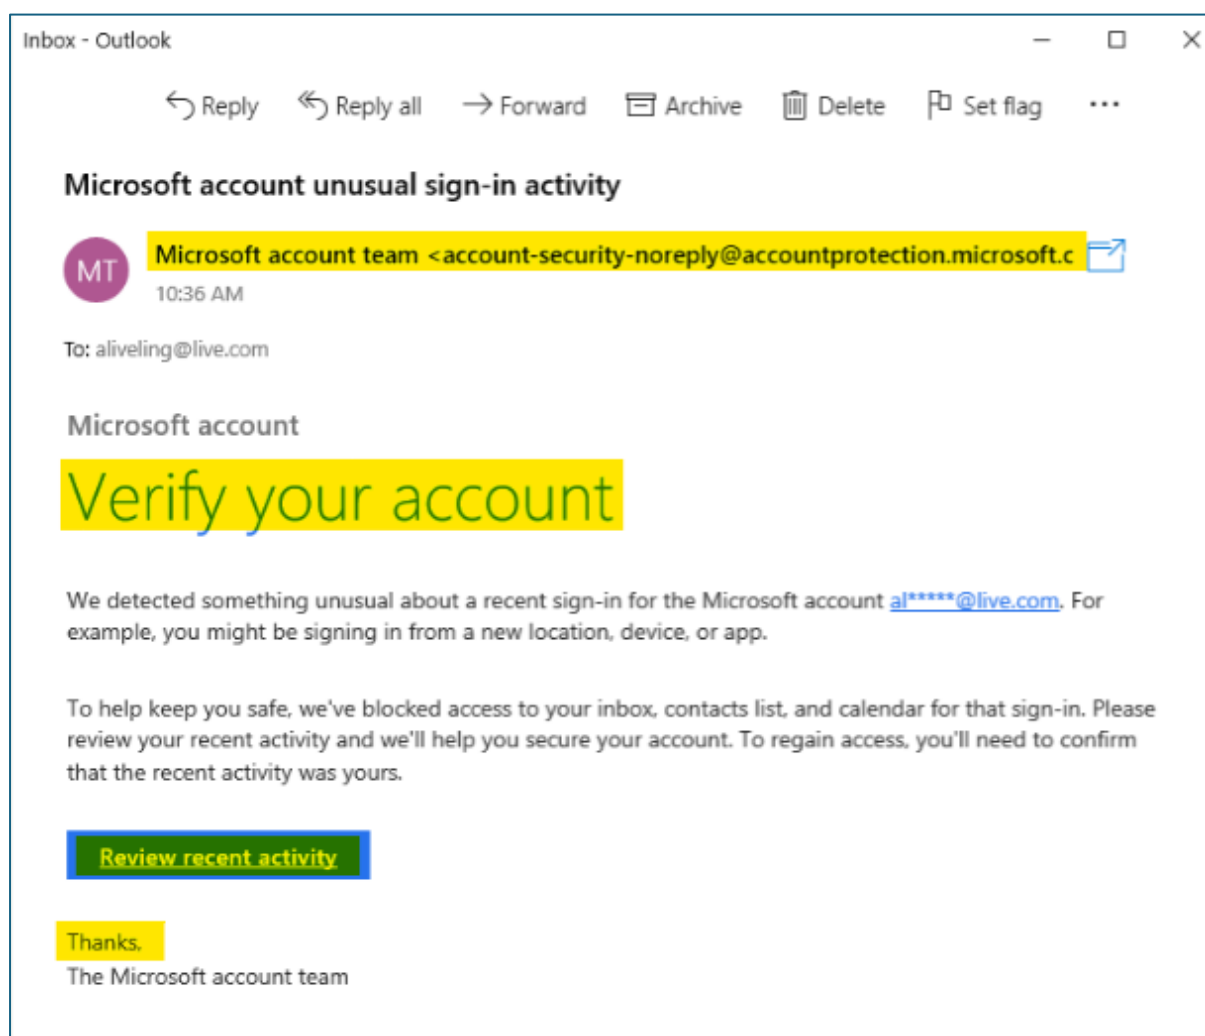 Inbox - Outlook
Reply Reply all Forward Archive Delete Set flag
Microsoft account unusual sign-in activity
MT
Microsoft account team <account-security-noreply@accountprotection.microsoft.c
10:36 AM
To: aliveling@live.com
Microsoft account
Verify your account
We detected something unusual about a recent sign-in for the Microsoft account al*****@live.com. For
example, you might be signing in from a new location, device, or app.
To help keep you safe, we've blocked access to your inbox, contacts list, and calendar for that sign-in. Please
review your recent activity and we'll help you secure your account. To regain access, you'll need to confirm
that the recent activity was yours.
Review recent activity
Thanks,
The Microsoft account team